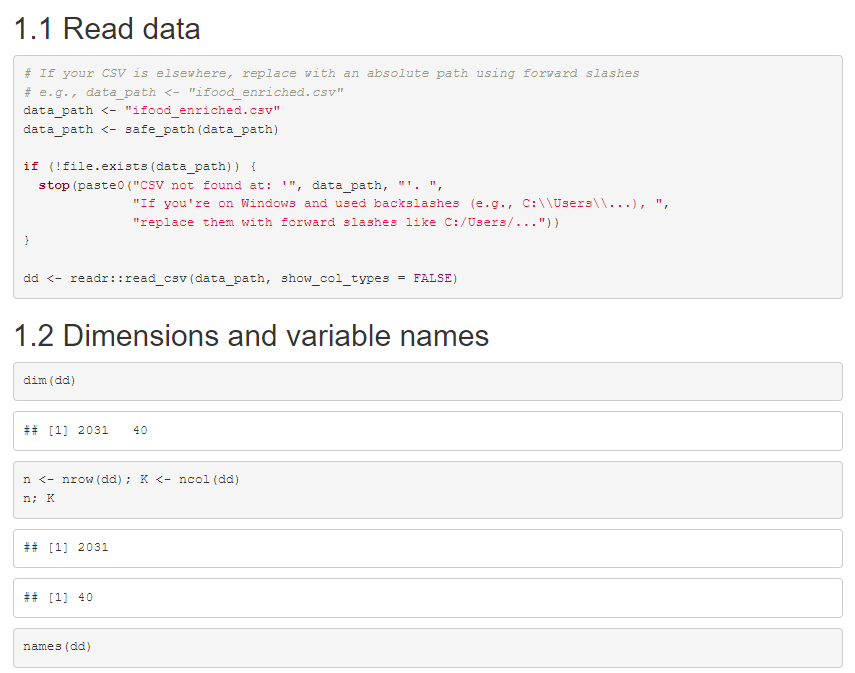 1.1 Read data
# If your CSV is elsewhere, replace with an absolute path using forward slashes
# e.g., data_path <- "ifood_enriched.csv"
data_path <- "ifood_enriched.csv"
data_path <- safe_path(data_path)
if (!file.exists(data_path)) {
  stop(paste0("CSV not found at: '", data_path, "'. ",
              "If you're on Windows and used backslashes (e.g., C:\\Users\\...), ",
              "replace them with forward slashes like C:/Users/..."))
}
dd <- readr::read_csv(data_path, show_col_types = FALSE)
1.2 Dimensions and variable names
dim(dd)
## [1] 2031   40
n <- nrow(dd); K <- ncol(dd)
n; K
## [1] 2031
## [1] 40
names(dd)